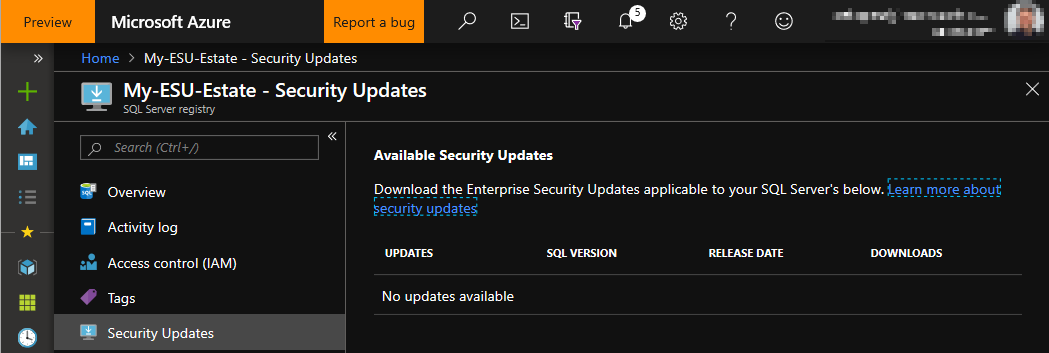 Preview
Microsoft Azure
Report a bug
5
Home > My-ESU-Estate - Security Updates
My-ESU-Estate - Security Updates
SQL Server registry
Search (Ctrl+/)
Overview
Activity log
Access control (IAM)
Tags
Security Updates
Available Security Updates
Download the Enterprise Security Updates applicable to your SQL Server's below. Learn more about
security updates
UPDATES SQL VERSION RELEASE DATE DOWNLOADS
No updates available